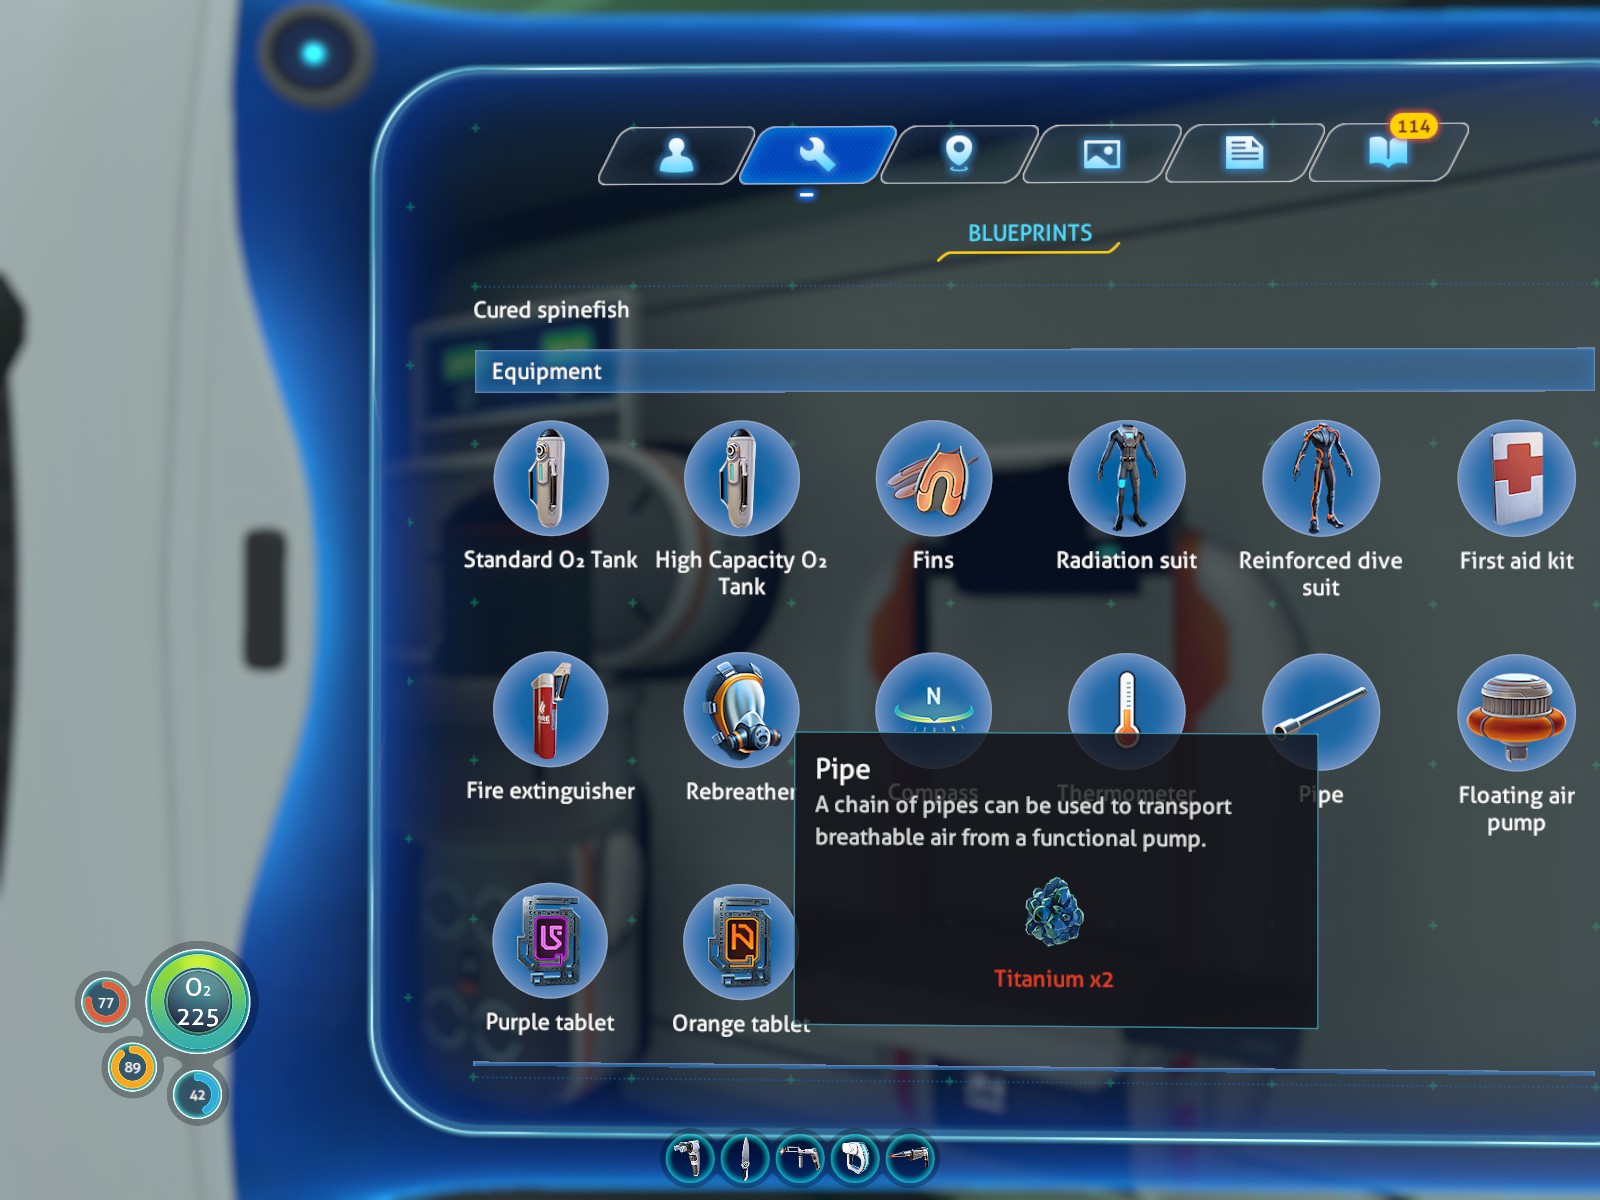 114
BLUEPRINTS
Cured spinefish
Equipment
Standard O₂ Tank
High Capacity O₂
Tank
Fins
Radiation suit
Reinforced dive
suit
First aid kit
N
Fire extinguisher
Rebreather
Compass
Thermometer
Pipe
Floating air
pump
Pipe
A chain of pipes can be used to transport
breathable air from a functional pump.
Titanium x2
Purple tablet
Orange tablet
O₂
225
77
89
42